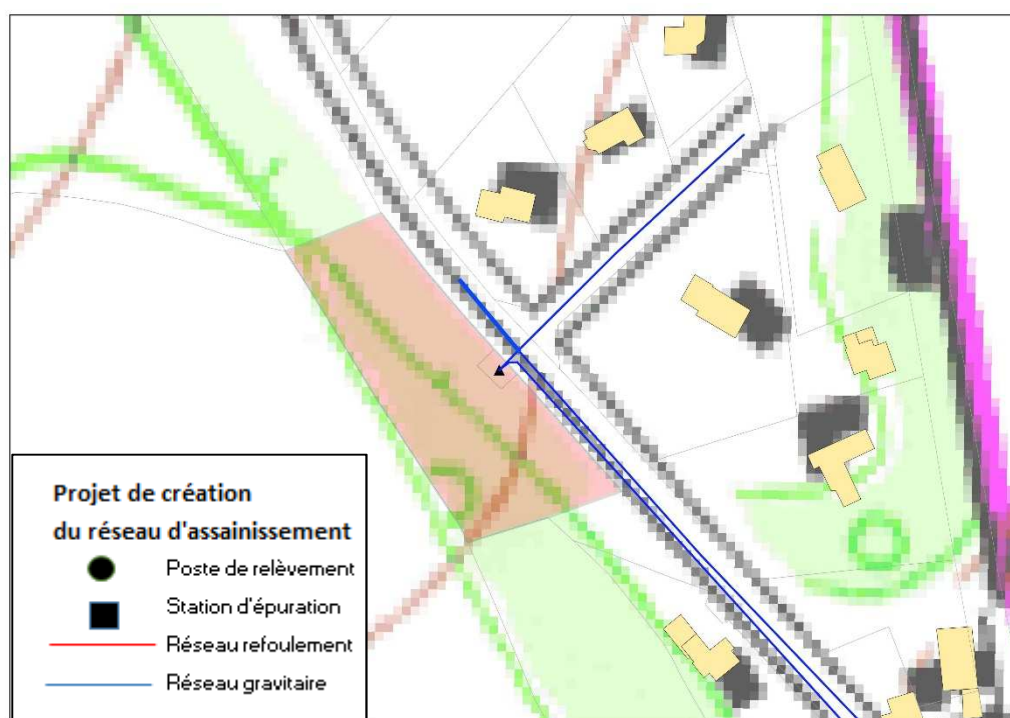 Projet de création
du réseau d'assainissement
Poste de relèvement
Station d'épuration
Réseau refoulement
Réseau gravitaire